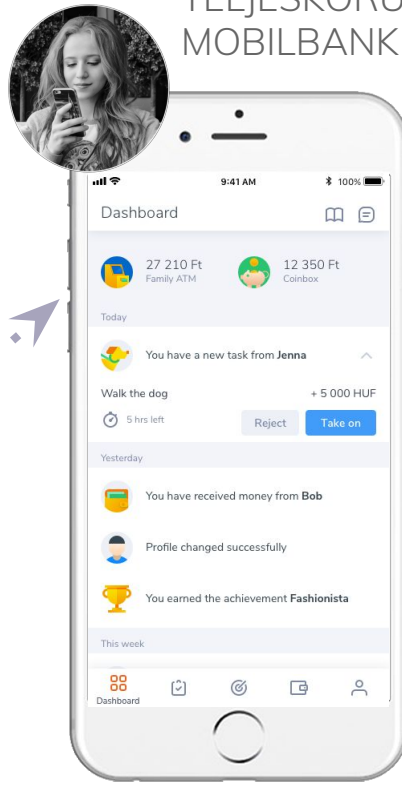 TELJESKÖRŰ
MOBILBANK
9:41 AM
100%
Dashboard
27 210 Ft
Family ATM
12 350 Ft
Coinbox
Today
You have a new task from Jenna
Walk the dog
+ 5 000 HUF
5 hrs left
Reject
Take on
Yesterday
You have received money from Bob
Profile changed successfully
You earned the achievement Fashionista
This week
Dashboard